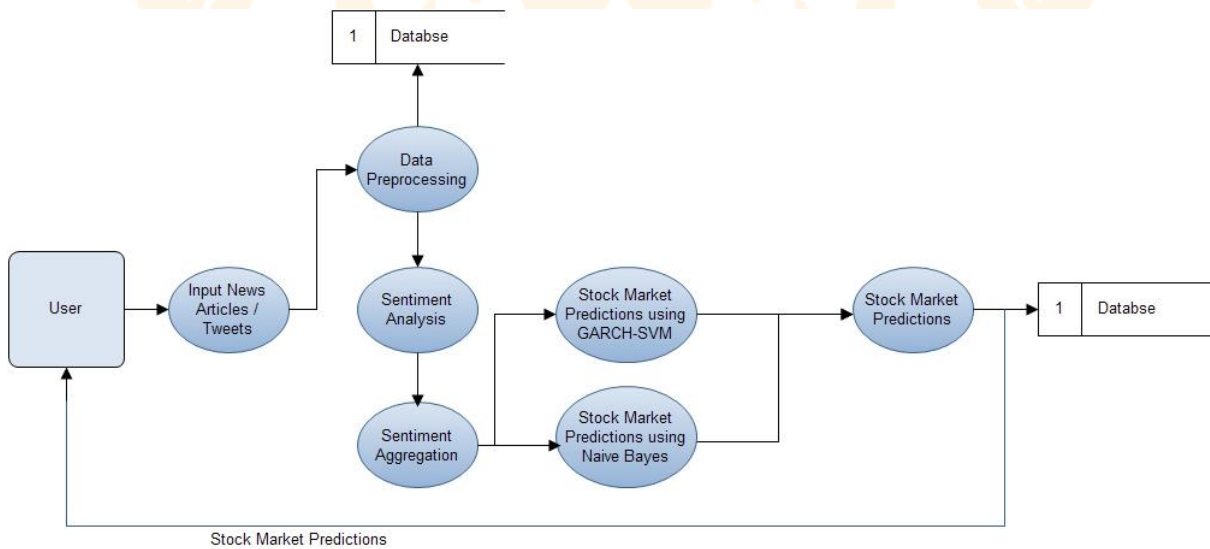 1 Databse
Data
Preprocessing
User
Input News
Articles /
Tweets
Sentiment
Analysis
Stock Market
Predictions using
GARCH-SVM
Stock Market
Predictions
1 Databse
Sentiment
Aggregation
Stock Market
Predictions using
Naive Bayes
Stock Market Predictions